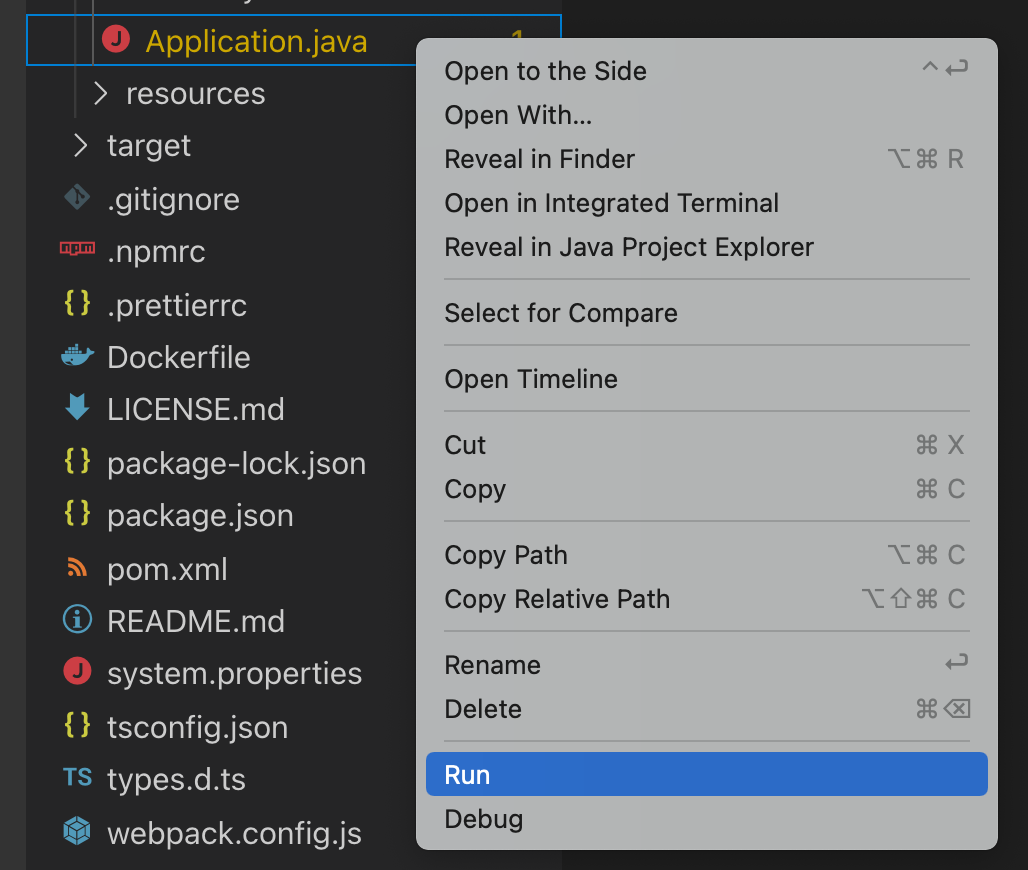 Application.java 1
resources
target
.gitignore
.npmrc
.prettierrc
Dockerfile
LICENSE.md
package-lock.json
package.json
pom.xml
README.md
system.properties
tsconfig.json
TS types.d.ts
webpack.config.js
Open to the Side ^ ↩
Open With...
Reveal in Finder ⌥⌘ R
Open in Integrated Terminal
Reveal in Java Project Explorer
Select for Compare
Open Timeline
Cut ⌘ X
Copy ⌘ C
Copy Path ⌥⌘ C
Copy Relative Path ⌥⇧⌘ C
Rename ↩
Delete ⌘⌫
Run
Debug